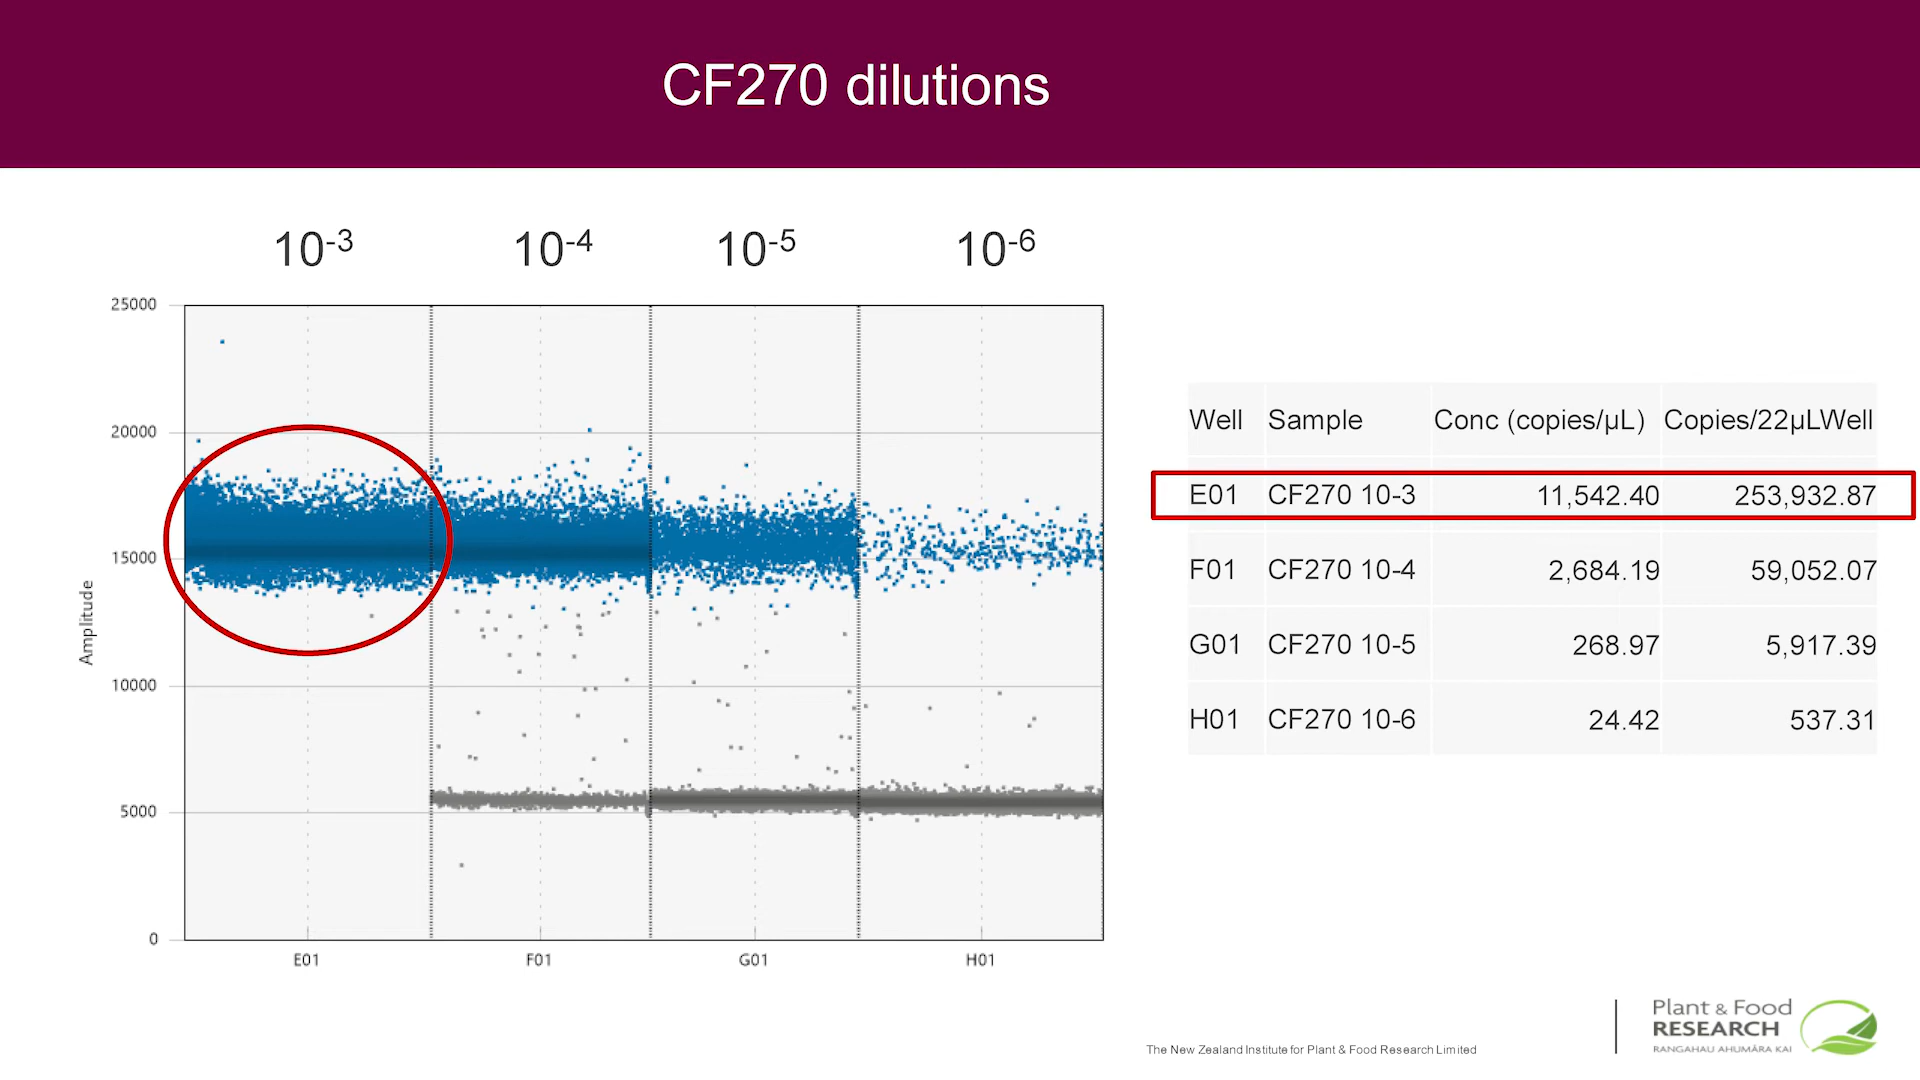 CF270 dilutions
10-3 10-4 10-5 10-6
25000
20000
15000
10000
5000
0
Amplitude
E01 F01 G01 H01
Well Sample Conc (copies/µL) Copies/22µLWell
E01 CF270 10-3 11,542.40 253,932.87
F01 CF270 10-4 2,684.19 59,052.07
G01 CF270 10-5 268.97 5,917.39
H01 CF270 10-6 24.42 537.31
The New Zealand Institute for Plant & Food Research Limited
Plant & Food
RESEARCH
RANGAHAU AHUMĀRA KAI